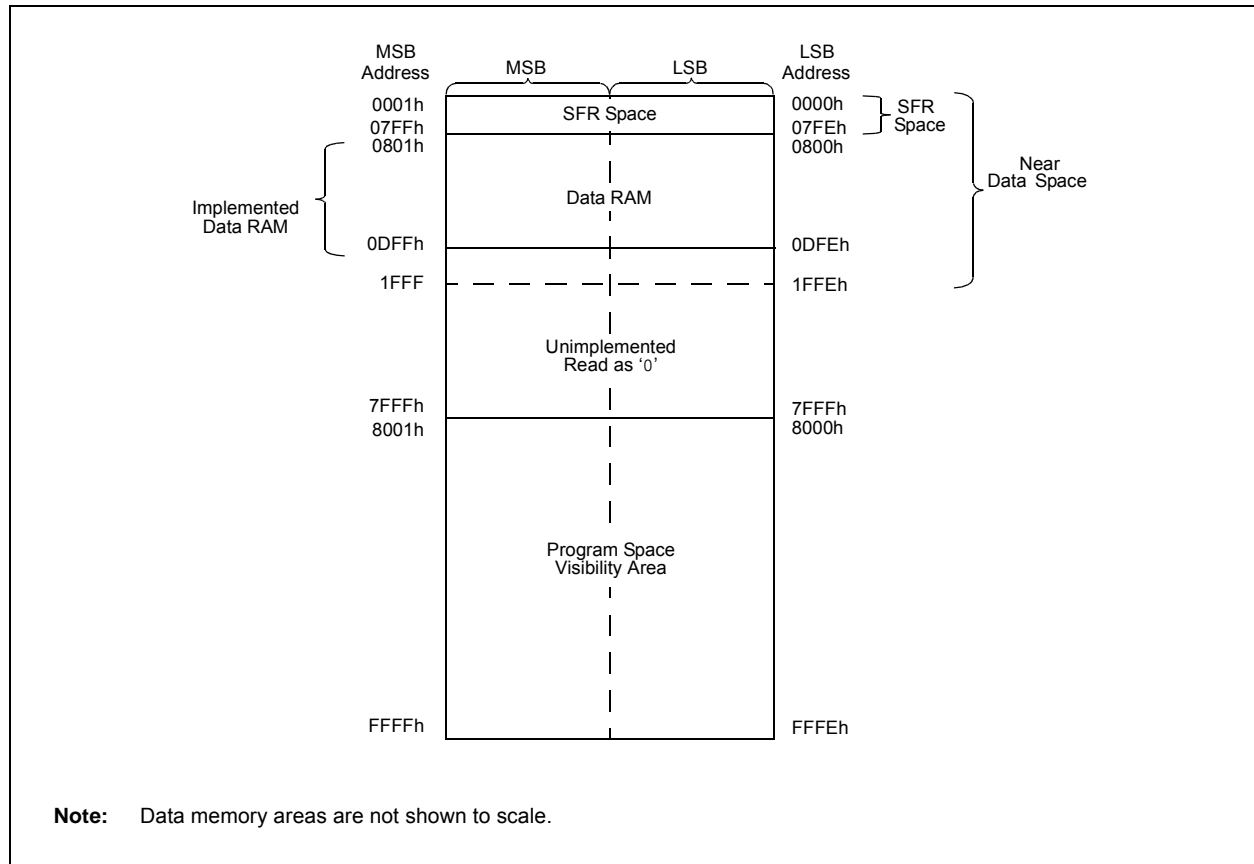 MSB
Address
MSB
LSB
LSB
Address
0001h
SFR Space
0000h
SFR
Space
07FFh
07FEh
0801h
0800h
Near
Data Space
Implemented
Data RAM
Data RAM
0DFFh
0DFEh
1FFF
1FFEh
Unimplemented
Read as ‘0’
7FFFh
7FFFh
8001h
8000h
Program Space
Visibility Area
FFFFh
FFFEh
Note: Data memory areas are not shown to scale.